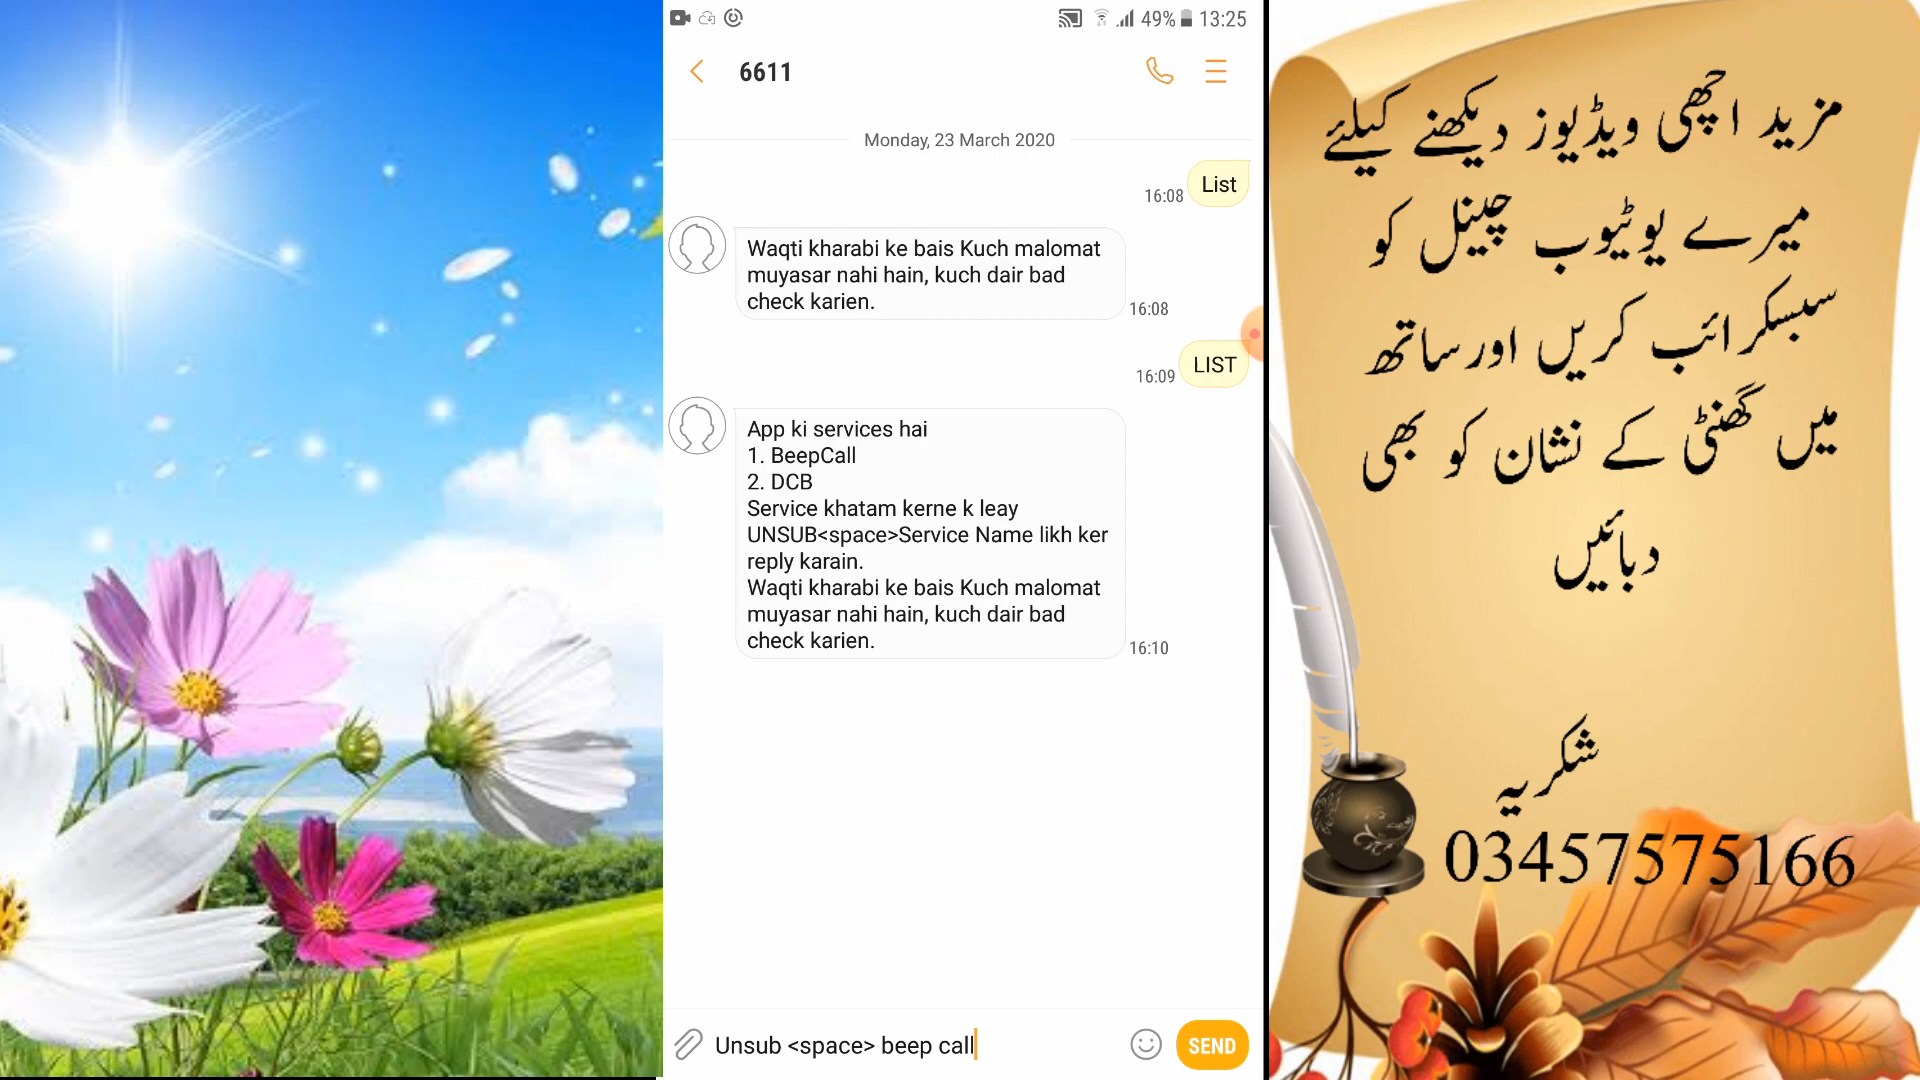 49% 13:25
6611
Monday, 23 March 2020
List
16:08
Waqti kharabi ke bais Kuch malomat
muyasar nahi hain, kuch dair bad
check karien.
16:08
LIST
16:09
App ki services hai
1. BeepCall
2. DCB
Service khatam kerne k leay
UNSUB<space>Service Name likh ker
reply karain.
Waqti kharabi ke bais Kuch malomat
muyasar nahi hain, kuch dair bad
check karien.
16:10
Unsub <space> beep call
SEND
مزید اچھی ویڈیوز دیکھنے کیلئے
میرے یوٹیوب چینل کو
سبسکرائب کریں اور ساتھ
میں گھنٹی کے نشان کو بھی
دبائیں
شکریہ
03457575166